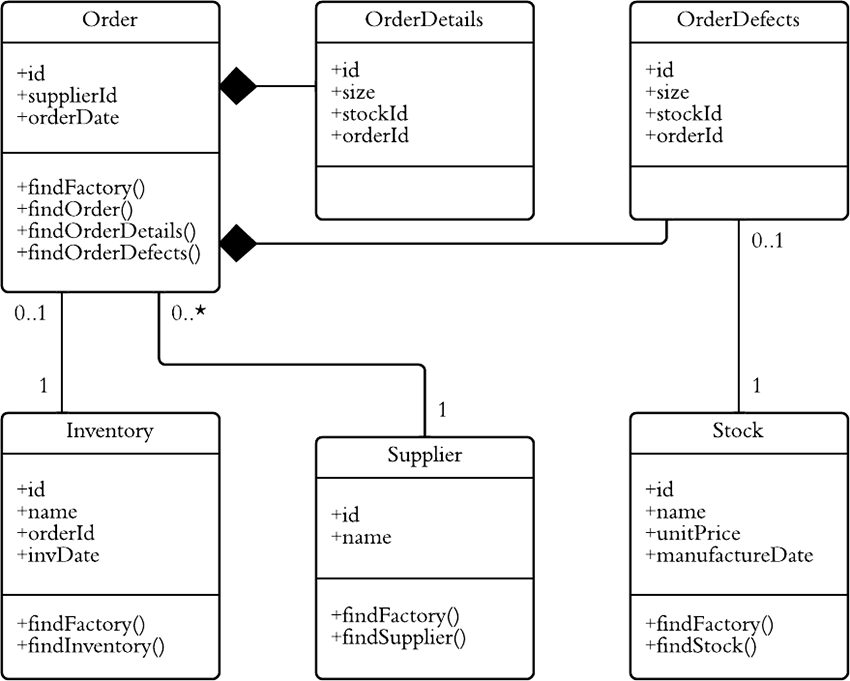 Order
+id
+supplierId
+orderDate
+findFactory()
+findOrder()
+findOrderDetails()
+findOrderDefects()
OrderDetails
+id
+size
+stockId
+orderId
OrderDefects
+id
+size
+stockId
+orderId
0..1
1
0..*
1
0..1
1
Inventory
+id
+name
+orderId
+invDate
+findFactory()
+findInventory()
Supplier
+id
+name
+findFactory()
+findSupplier()
Stock
+id
+name
+unitPrice
+manufactureDate
+findFactory()
+findStock()